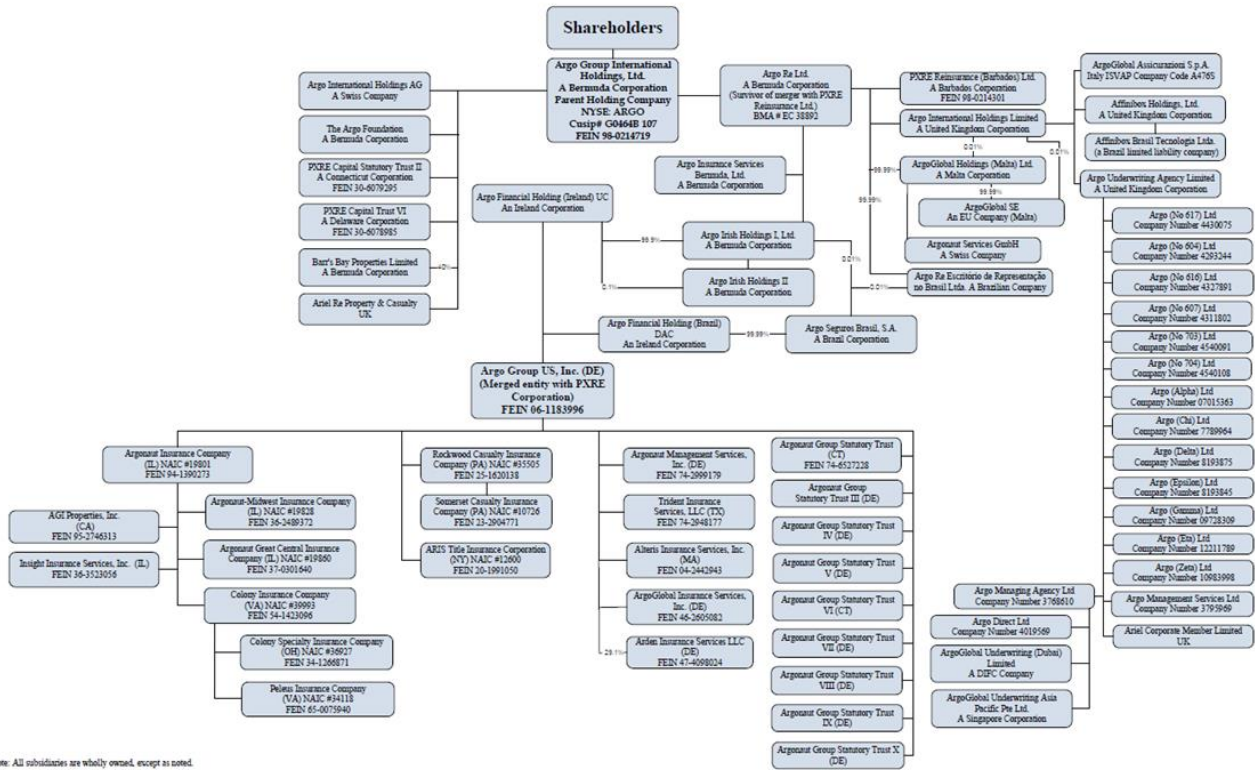 Shareholders
Argo Group International
Holdings, Ltd.
A Bermuda Corporation
Parent Holding Company
NYSE: ARGO
Cusip# G0464B 107
FEIN 98-0214719
Argo International Holdings AG
A Swiss Company
The Argo Foundation
A Bermuda Corporation
PXRE Capital Statutory Trust II
A Connecticut Corporation
FEIN 30-6079295
PXRE Capital Trust VI
A Delaware Corporation
FEIN 30-6078985
Barr's Bay Properties Limited
A Bermuda Corporation
40%
Ariel Re Property & Casualty
UK
Argo Re Ltd.
A Bermuda Corporation
(Survivor of merger with PXRE
Reinsurance Ltd.)
BMA # EC 38892
Argo Insurance Services
Bermuda, Ltd.
A Bermuda Corporation
Argo Financial Holding (Ireland) UC
An Ireland Corporation
99.9%
Argo Irish Holdings I, Ltd.
A Bermuda Corporation
0.1%
Argo Irish Holdings II
A Bermuda Corporation
Argo Financial Holding (Brazil)
DAC
An Ireland Corporation
99.99%
Argo Seguros Brasil, S.A.
A Brazil Corporation
0.01%
PXRE Reinsurance (Barbados) Ltd.
A Barbados Corporation
FEIN 98-0214301
Argo International Holdings Limited
A United Kingdom Corporation
0.01%
0.01%
99.99%
ArgoGlobal Holdings (Malta) Ltd.
A Malta Corporation
99.99%
99.99%
ArgoGlobal SE
An EU Company (Malta)
Argonaut Services GmbH
A Swiss Company
0.01%
Argo Re Escritório de Representação
no Brasil Ltda. A Brazilian Company
ArgoGlobal Assicurazioni S.p.A.
Italy ISVAP Company Code A476S
Affinibox Holdings, Ltd.
A United Kingdom Corporation
Affinibox Brasil Tecnologia Ltda.
(a Brazil limited liability company)
Argo Underwriting Agency Limited
A United Kingdom Corporation
Argo (No 617) Ltd
Company Number 4430075
Argo (No 604) Ltd
Company Number 4293244
Argo (No 616) Ltd
Company Number 4327891
Argo (No 607) Ltd
Company Number 4311802
Argo (No 703) Ltd
Company Number 4540091
Argo (No 704) Ltd
Company Number 4540108
Argo (Alpha) Ltd
Company Number 07015363
Argo (Chi) Ltd
Company Number 7789964
Argo (Delta) Ltd
Company Number 8193875
Argo (Epsilon) Ltd
Company Number 8193845
Argo (Gamma) Ltd
Company Number 09728309
Argo (Eta) Ltd
Company Number 12211789
Argo (Zeta) Ltd
Company Number 10983998
Argo Management Services Ltd
Company Number 3795969
Ariel Corporate Member Limited
UK
Argo Managing Agency Ltd
Company Number 3768610
Argo Direct Ltd
Company Number 4019569
ArgoGlobal Underwriting (Dubai)
Limited
A DIFC Company
ArgoGlobal Underwriting Asia
Pacific Pte Ltd.
A Singapore Corporation
Argo Group US, Inc. (DE)
(Merged entity with PXRE
Corporation)
FEIN 06-1183996
Argonaut Insurance Company
(IL) NAIC #19801
FEIN 94-1390273
AGI Properties, Inc.
(CA)
FEIN 95-2746313
Insight Insurance Services, Inc. (IL)
FEIN 36-3523056
Argonaut-Midwest Insurance Company
(IL) NAIC #19828
FEIN 36-2489372
Argonaut Great Central Insurance
Company (IL) NAIC #19860
FEIN 37-0301640
Colony Insurance Company
(VA) NAIC #39993
FEIN 54-1423096
Colony Specialty Insurance Company
(OH) NAIC #36927
FEIN 34-1266871
Peleus Insurance Company
(VA) NAIC #34118
FEIN 65-0075940
Rockwood Casualty Insurance
Company (PA) NAIC #35505
FEIN 25-1620138
Somerset Casualty Insurance
Company (PA) NAIC #10726
FEIN 23-2904771
ARIS Title Insurance Corporation
(NY) NAIC #12600
FEIN 20-1991050
Argonaut Management Services,
Inc. (DE)
FEIN 74-2999179
Trident Insurance
Services, LLC (TX)
FEIN 74-2948177
Alteris Insurance Services, Inc.
(MA)
FEIN 04-2442943
ArgoGlobal Insurance Services,
Inc. (DE)
FEIN 46-2605082
29.1%
Arden Insurance Services LLC
(DE)
FEIN 47-4098024
Argonaut Group Statutory Trust
(CT)
FEIN 74-6527228
Argonaut Group
Statutory Trust III (DE)
Argonaut Group Statutory Trust
IV (DE)
Argonaut Group Statutory Trust
V (DE)
Argonaut Group Statutory Trust
VI (CT)
Argonaut Group Statutory Trust
VII (DE)
Argonaut Group Statutory Trust
VIII (DE)
Argonaut Group Statutory Trust
IX (DE)
Argonaut Group Statutory Trust X
(DE)
ote: All subsidiaries are wholly owned, except as noted.